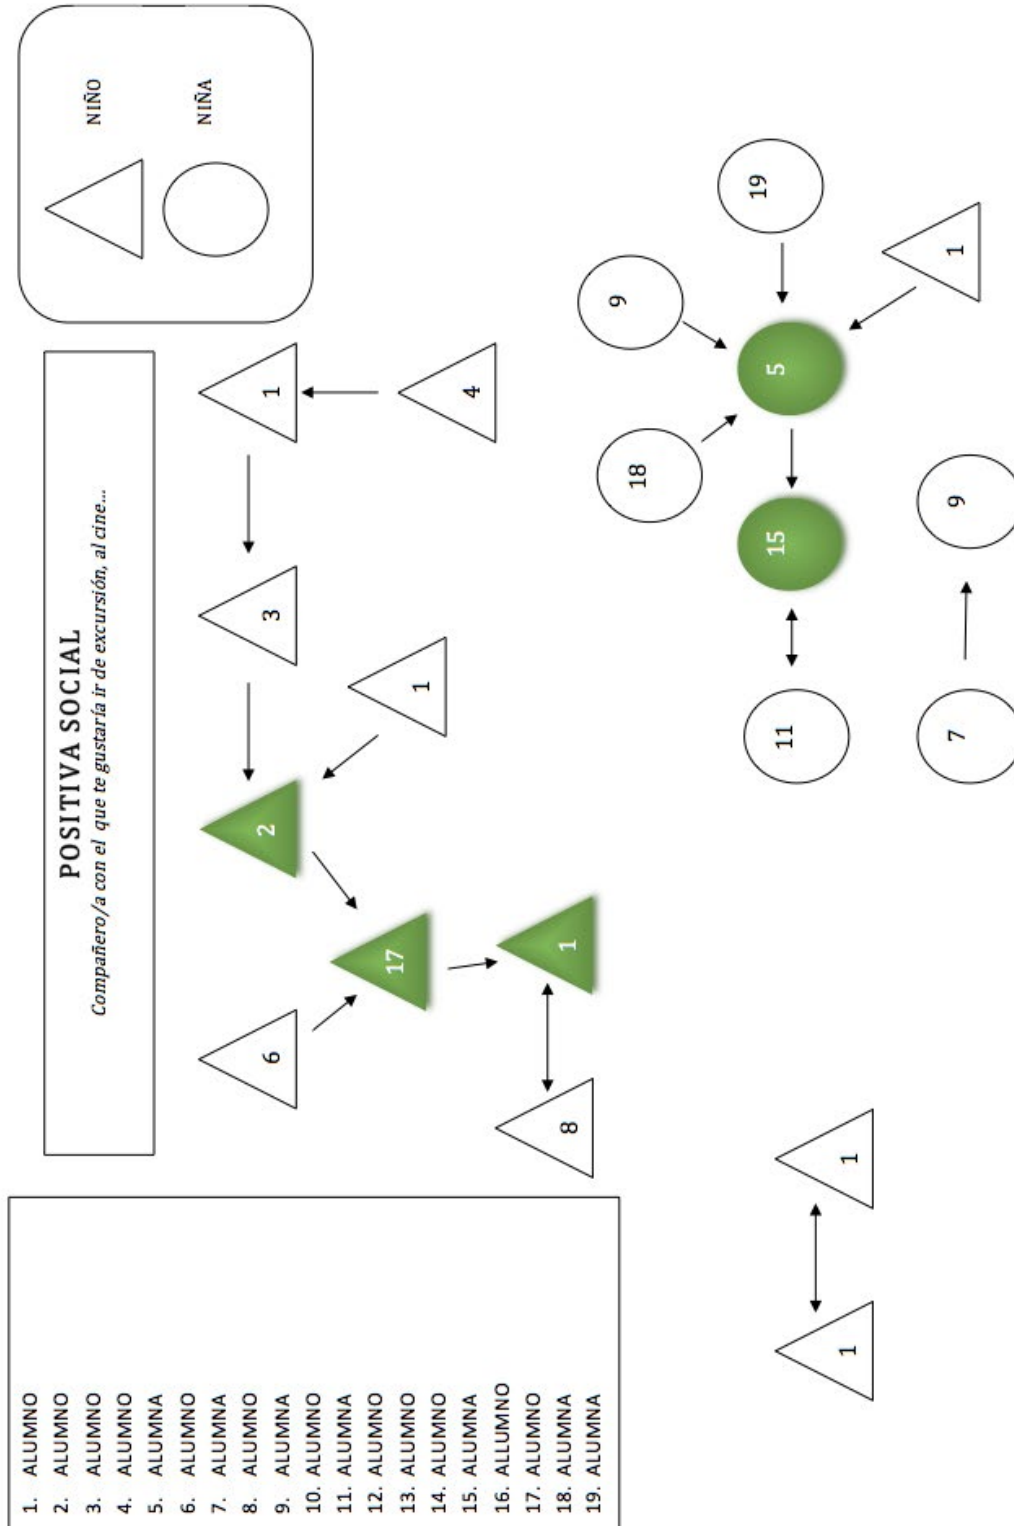 1. ALUMNO
2. ALUMNO
3. ALUMNO
4. ALUMNO
5. ALUMNA
6. ALUMNO
7. ALUMNA
8. ALUMNO
9. ALUMNA
10. ALUMNO
11. ALUMNA
12. ALUMNO
13. ALUMNO
14. ALUMNO
15. ALUMNA
16. ALLUMNO
17. ALUMNO
18. ALUMNA
19. ALUMNA
POSITIVA SOCIAL
Compañero/a con el que te gustaría ir de excursión, al cine...
NIÑO
NIÑA
6
2
3
1
17
1
4
8
1
18
9
19
11
15
5
1
1
1
7
9